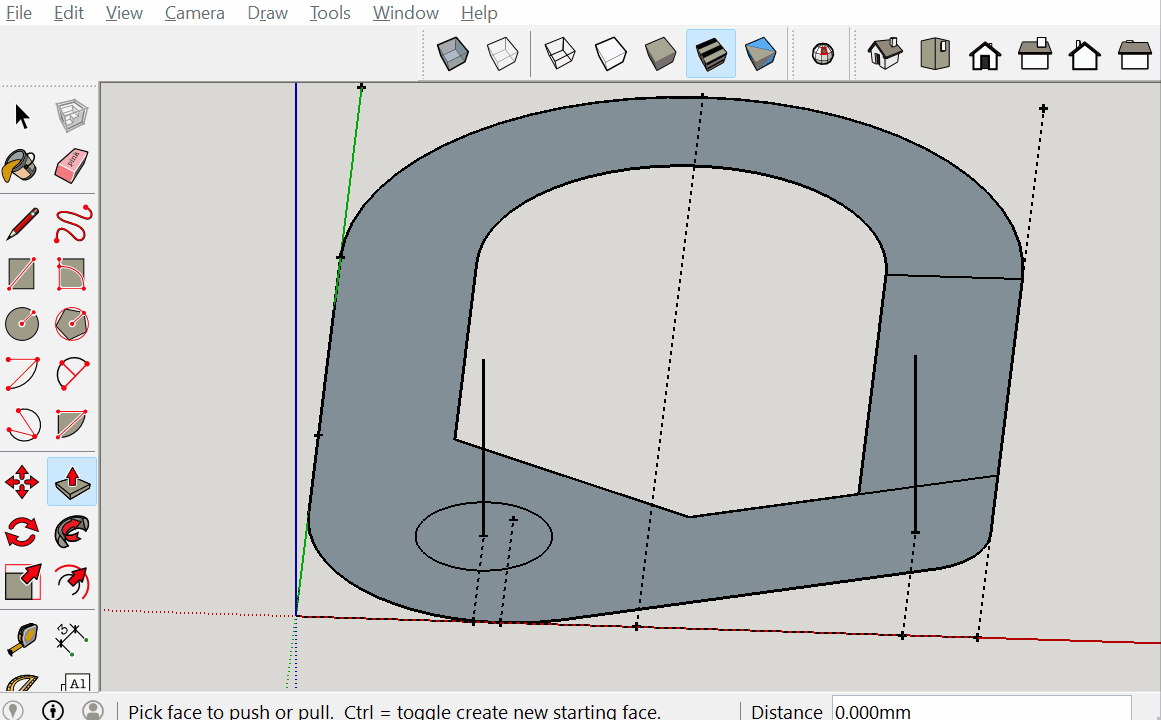 File Edit View Camera Draw Tools Window Help
A1
Pick face to push or pull. Ctrl = toggle create new starting face. Distance 0.000mm